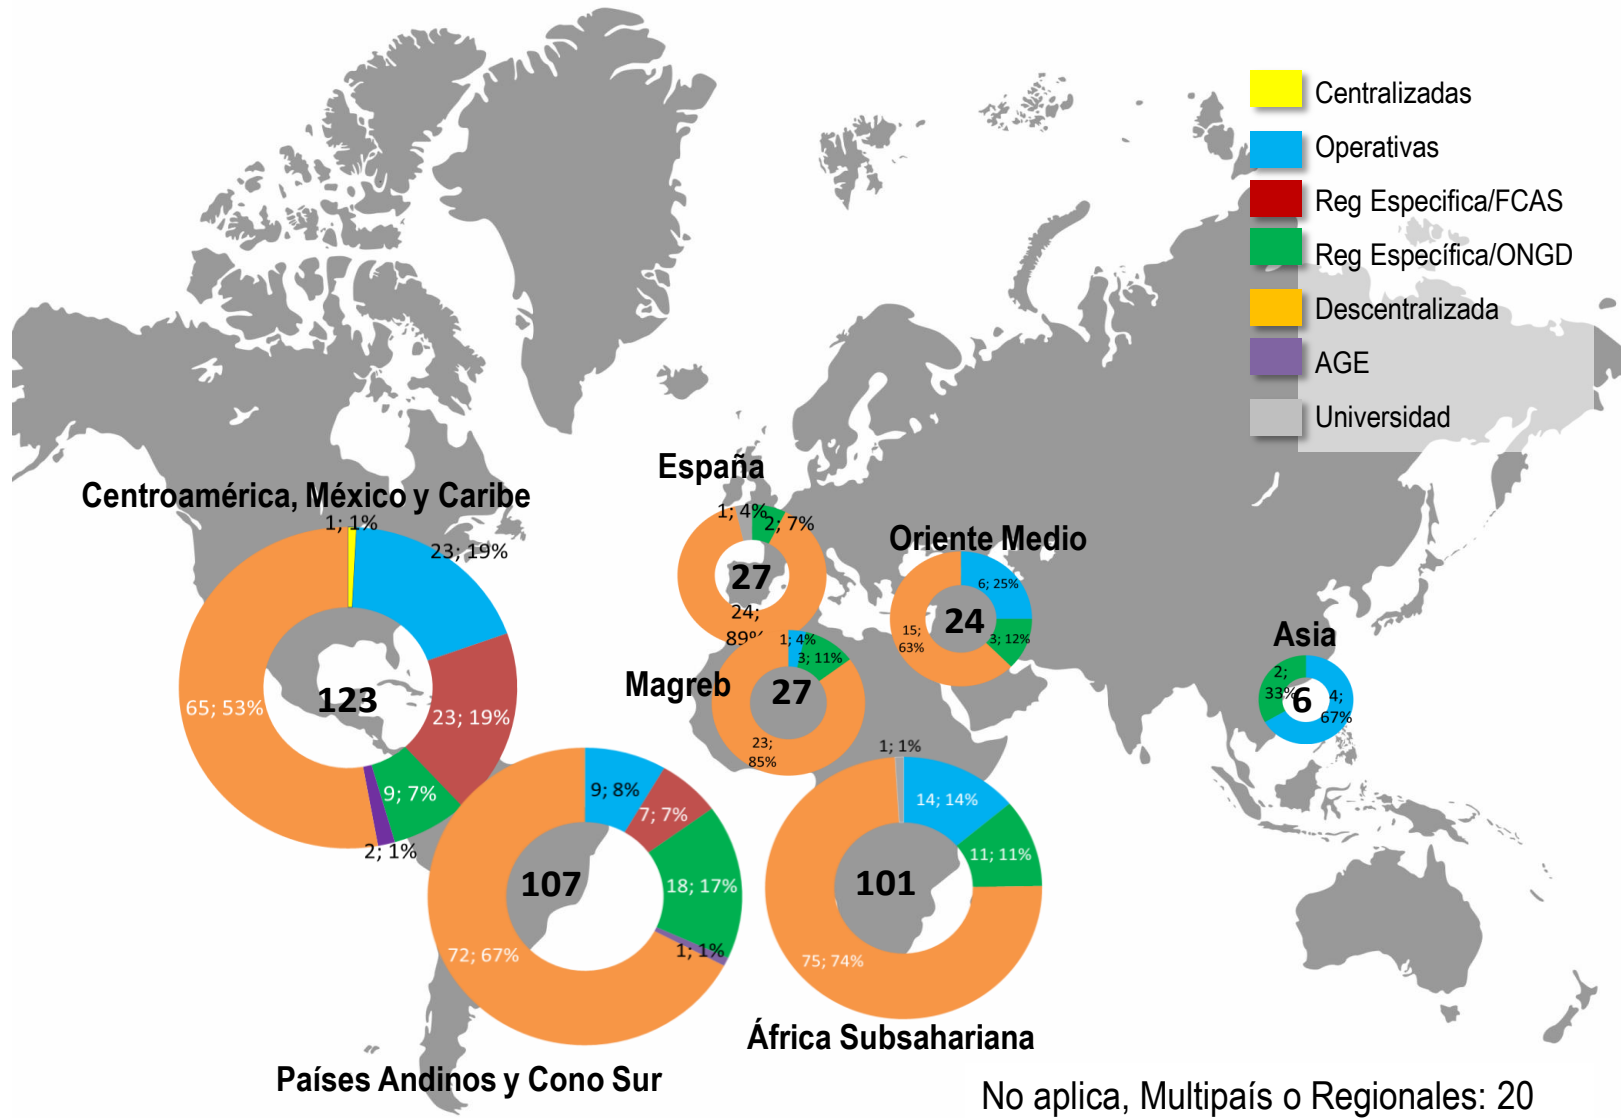 Centralizadas
Operativas
Reg Especifica/FCAS
Reg Específica/ONGD
Descentralizada
AGE
Universidad
España
1; 4%
2; 7%
27
24;
89%
Centroamérica, México y Caribe
1; 1%
23; 19%
23; 19%
9; 7%
2; 1%
65; 53%
123
Oriente Medio
6; 25%
3; 12%
15;
63%
24
Magreb
1; 4%
3; 11%
23;
85%
27
Asia
2;
33%
4;
67%
6
9; 8%
7; 7%
18; 17%
1; 1%
72; 67%
107
Países Andinos y Cono Sur
1; 1%
14; 14%
11; 11%
75; 74%
101
África Subsahariana
No aplica, Multipaís o Regionales: 20